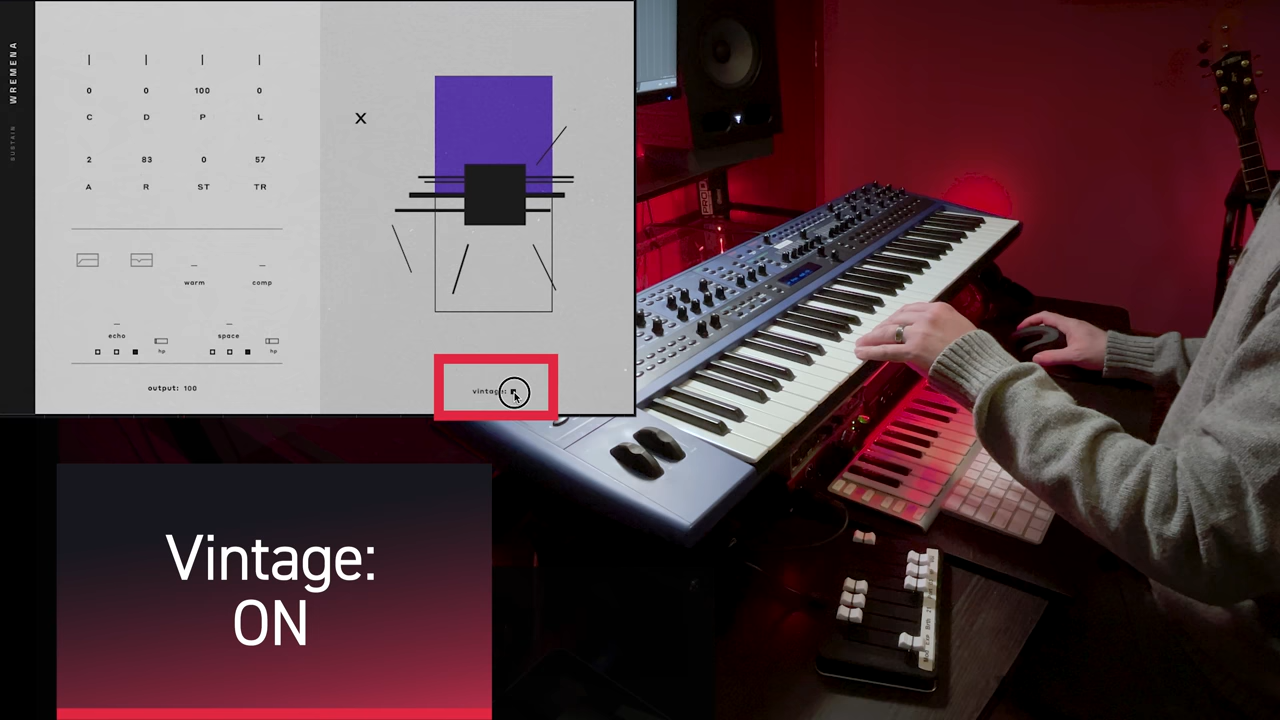 WREMENA
SUSTAIN
0 0 100 0
C D P L
2 83 0 57
A R ST TR
warm comp
echo space
hp hp
output: 100
x
vintage:
Vintage:
ON